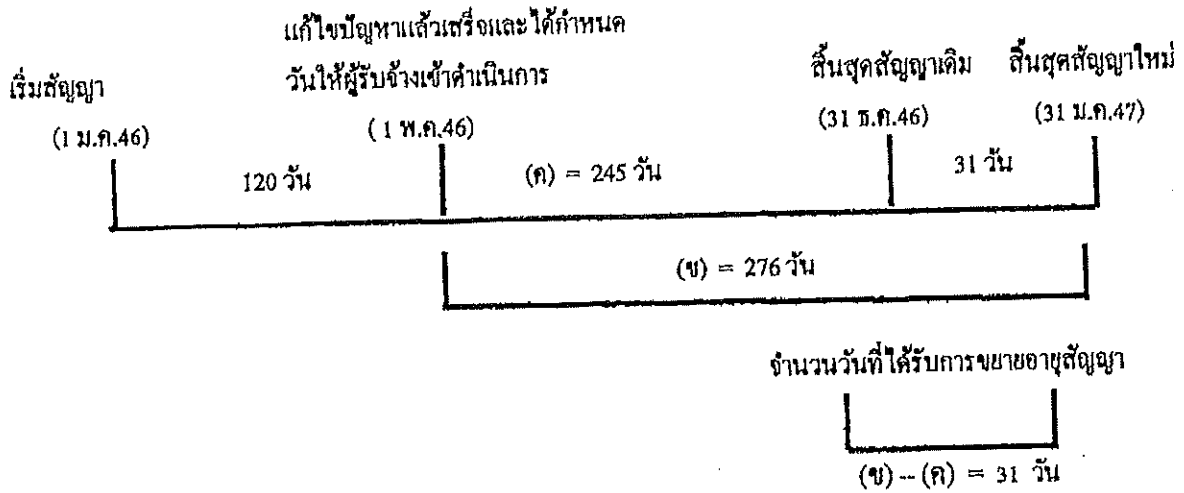 แก้ไขปัญหาแล้วเสร็จและได้กำหนด
วันให้ผู้รับจ้างเข้าดำเนินการ
เริ่มสัญญา
สิ้นสุดสัญญาเดิม
สิ้นสุดสัญญาใหม่
(1 ม.ค.46)
( 1 พ.ค.46)
(31 ธ.ค.46)
(31 ม.ค.47)
120 วัน
(ค) = 245 วัน
31 วัน
(ข) = 276 วัน
จำนวนวันที่ได้รับการขยายอายุสัญญา
(ข) -- (ค) = 31 วัน